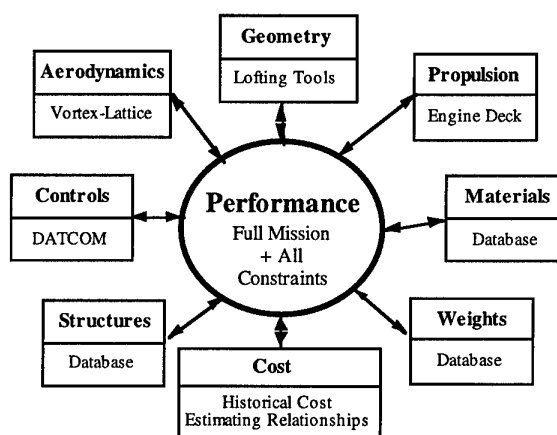 Geometry
Lofting Tools
Aerodynamics
Vortex-Lattice
Propulsion
Engine Deck
Controls
DATCOM
Performance
Full Mission
+ All
Constraints
Materials
Database
Structures
Database
Weights
Database
Cost
Historical Cost
Estimating Relationships